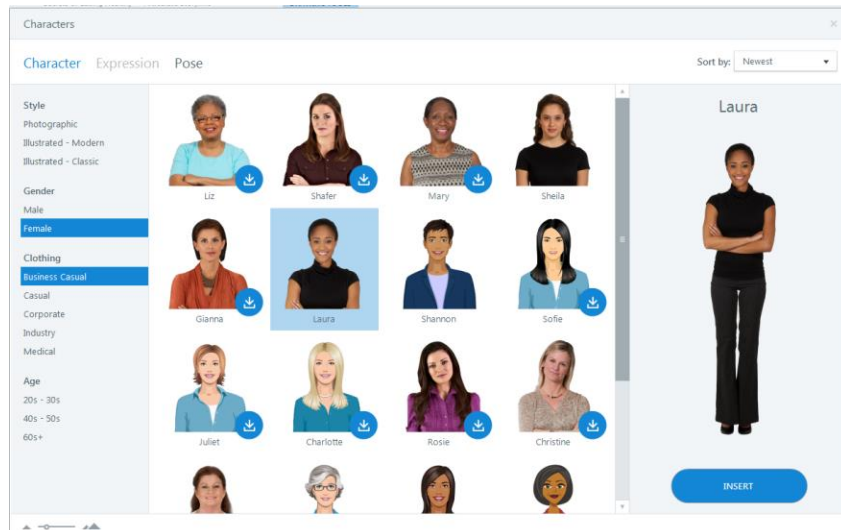 Characters
Character Expression Pose
Sort by: Newest
Style
Photographic
Illustrated - Modern
Illustrated - Classic
Gender
Male
Female
Clothing
Business Casual
Casual
Corporate
Industry
Medical
Age
20s - 30s
40s - 50s
60s+
Liz Shafer Mary Sheila
Gianna Laura Shannon Sofie
Juliet Charlotte Rosie Christine
Laura
INSERT